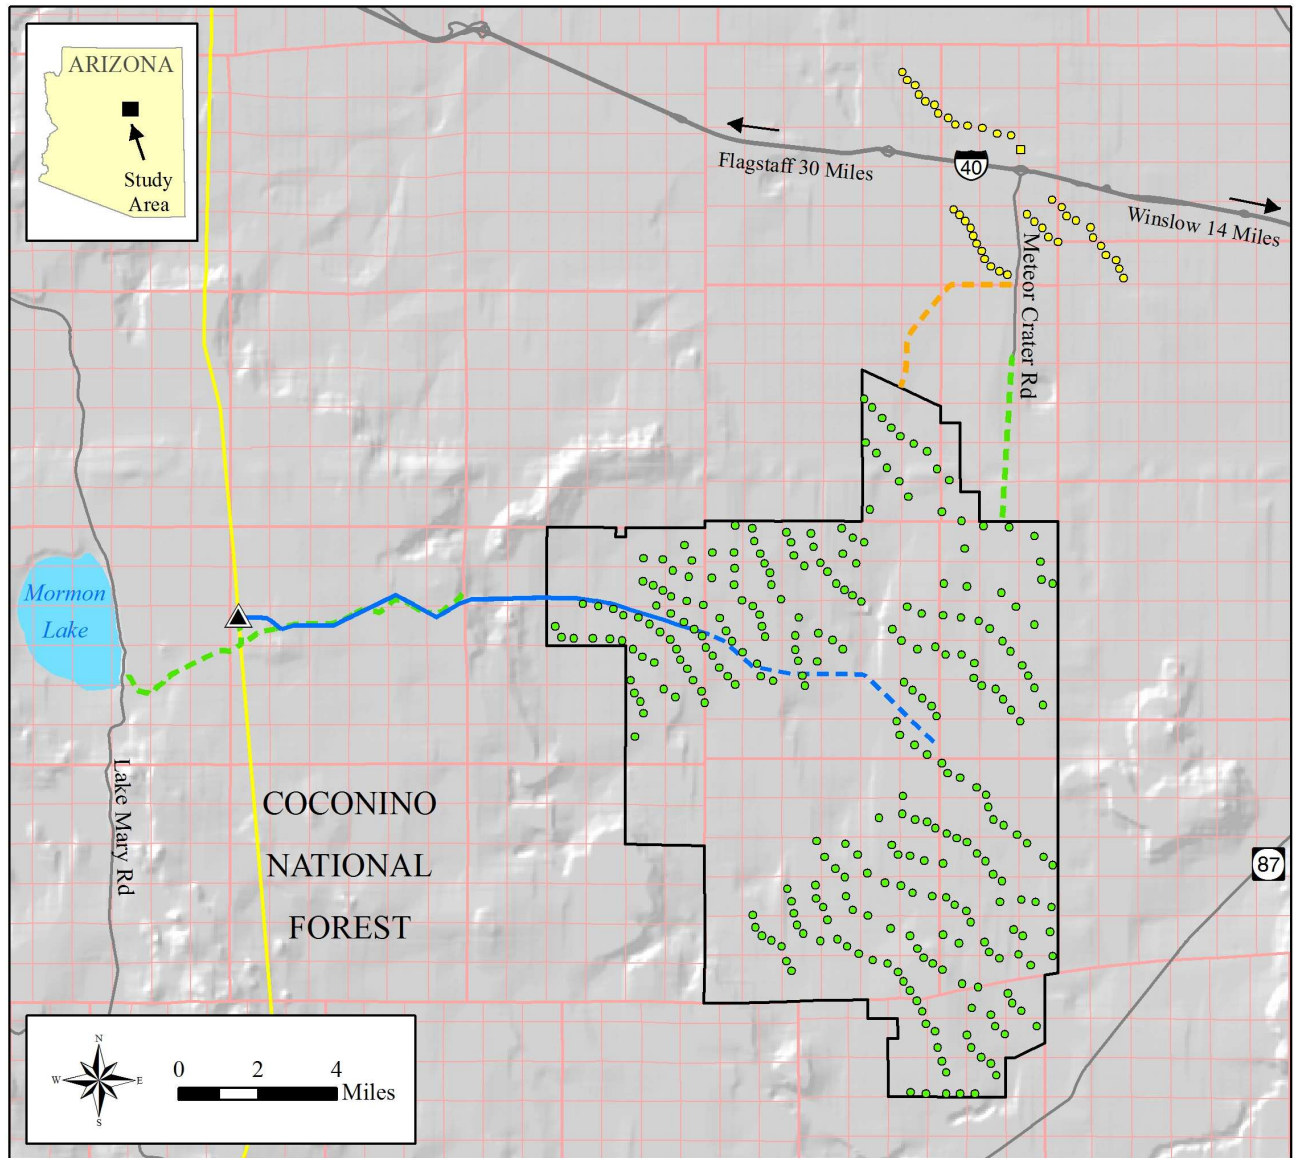 ARIZONA
Study
Area
Flagstaff 30 Miles
40
Winslow 14 Miles
Meteor Crater Rd
Mormon
Lake
Lake Mary Rd
COCONINO
NATIONAL
FOREST
87
N
W E
S
0 2 4
Miles